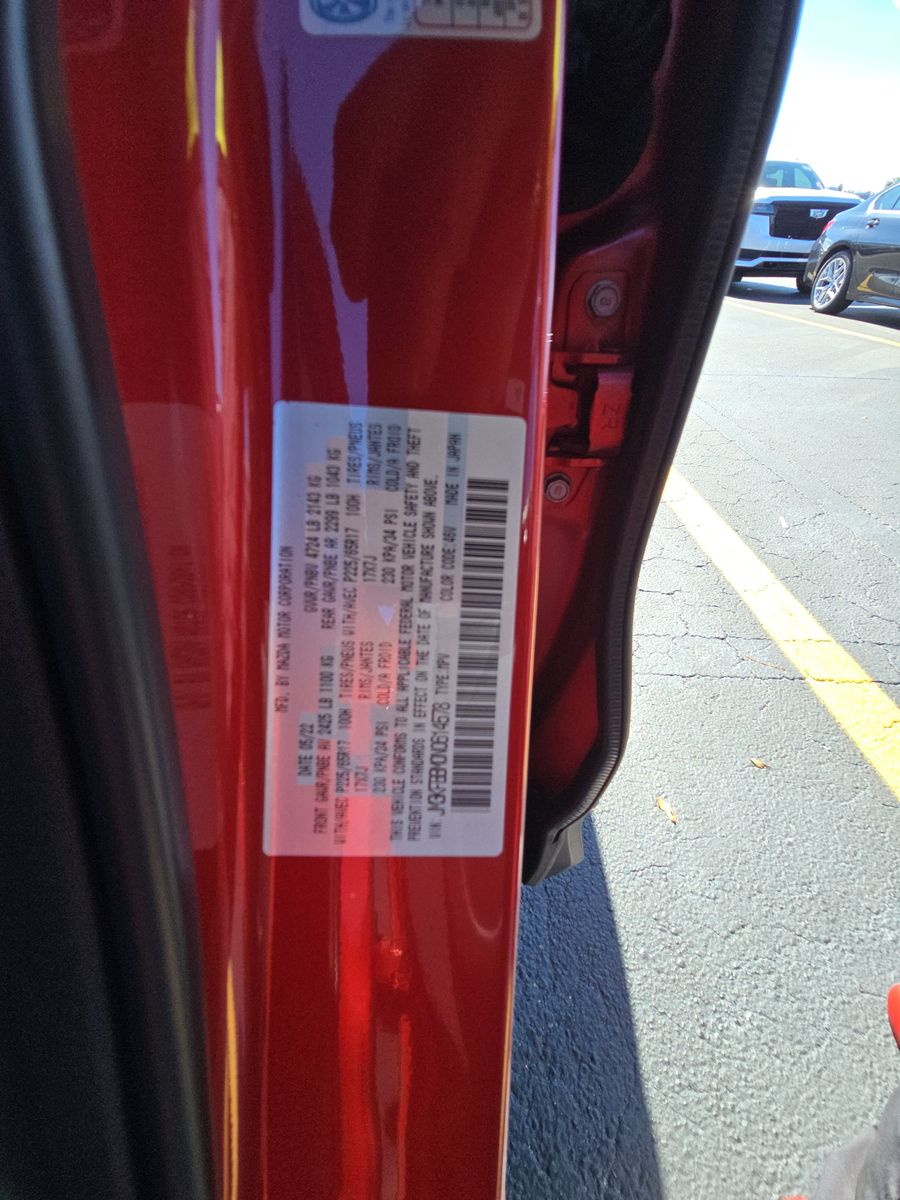 MFD. BY MAZDA MOTOR CORPORATION
DATE 05/22 GVWR/PNBV 4724 LB 2143 KG
FRONT GAWR/PNBE AV 2425 LB 1100 KG REAR GAWR/PNBE AR 2299 LB 1043 KG
WITH/AVEC P225/65R17 100H TIRES/PNEUS WITH/AVEC P225/65R17 100H TIRES/PNEUS
17X7J RIMS/JANTES 17X7J RIMS/JANTES
230 KPA/34 PSI COLD/A FROID 230 KPA/34 PSI COLD/A FROID
THIS VEHICLE CONFORMS TO ALL APPLICABLE FEDERAL MOTOR VEHICLE SAFETY AND THEFT
PREVENTION STANDARDS IN EFFECT ON THE DATE OF MANUFACTURE SHOWN ABOVE.
VIN: JM3KFBBM0N0614578 TYPE:MPV COLOR CODE 46V MADE IN JAPAN
ZR